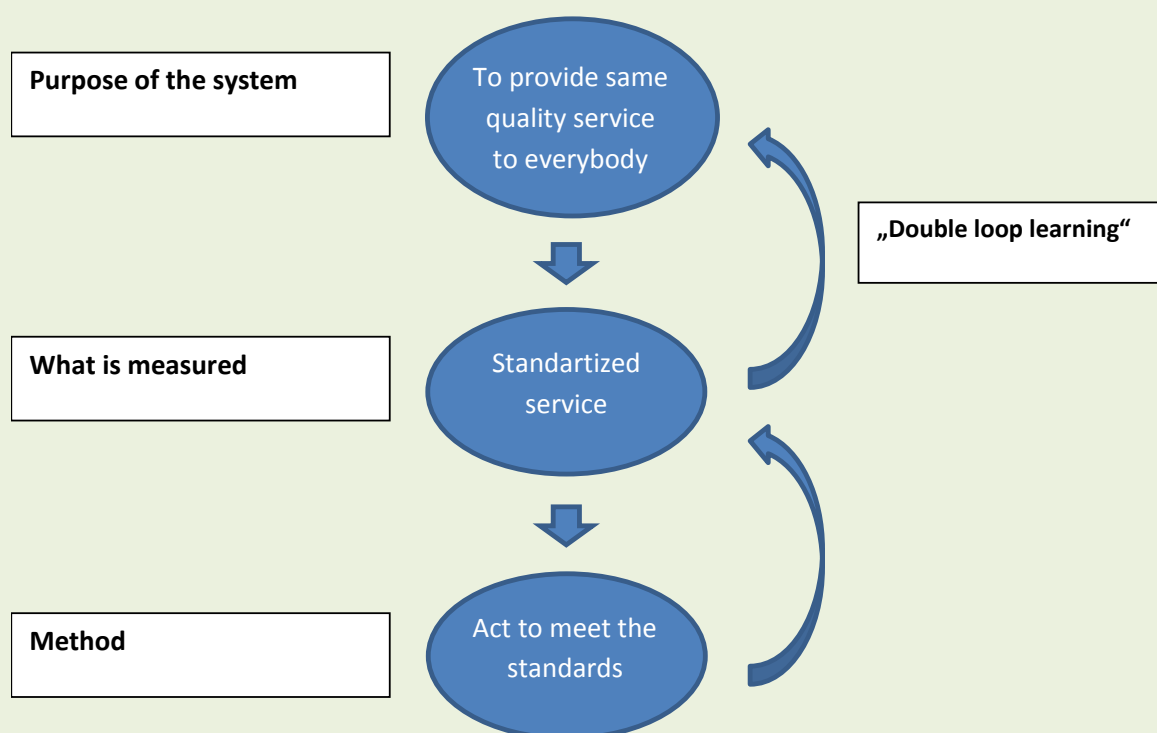 Purpose of the system
To provide same
quality service
to everybody
„Double loop learning“
What is measured
Standartized
service
Method
Act to meet the
standards